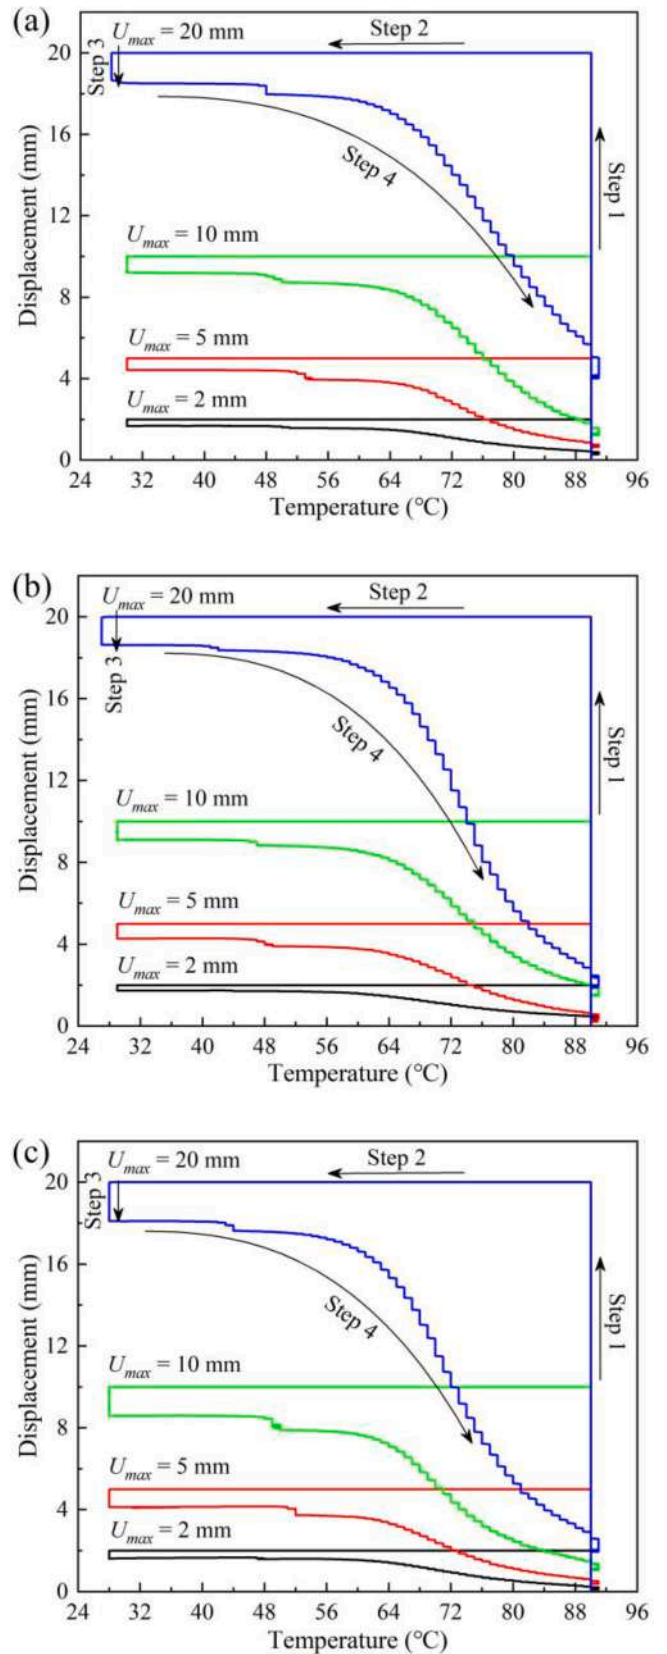 (a)
U_max = 20 mm
Step 2
Step 3
Step 4
Step 1
U_max = 10 mm
U_max = 5 mm
U_max = 2 mm
Displacement (mm)
20
16
12
8
4
0
24 32 40 48 56 64 72 80 88 96
Temperature (℃)
(b)
U_max = 20 mm
Step 2
Step 3
Step 4
Step 1
U_max = 10 mm
U_max = 5 mm
U_max = 2 mm
Displacement (mm)
20
16
12
8
4
0
24 32 40 48 56 64 72 80 88 96
Temperature (℃)
(c)
U_max = 20 mm
Step 2
Step 3
Step 4
Step 1
U_max = 10 mm
U_max = 5 mm
U_max = 2 mm
Displacement (mm)
20
16
12
8
4
0
24 32 40 48 56 64 72 80 88 96
Temperature (℃)